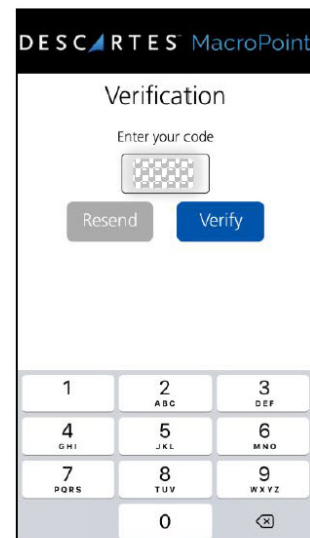 DESCARTES™ MacroPoint
Verification
Enter your code
Resend Verify
1 2 3
ABC DEF
4 5 6
GHI JKL MNO
7 8 9
PQRS TUV WXYZ
0